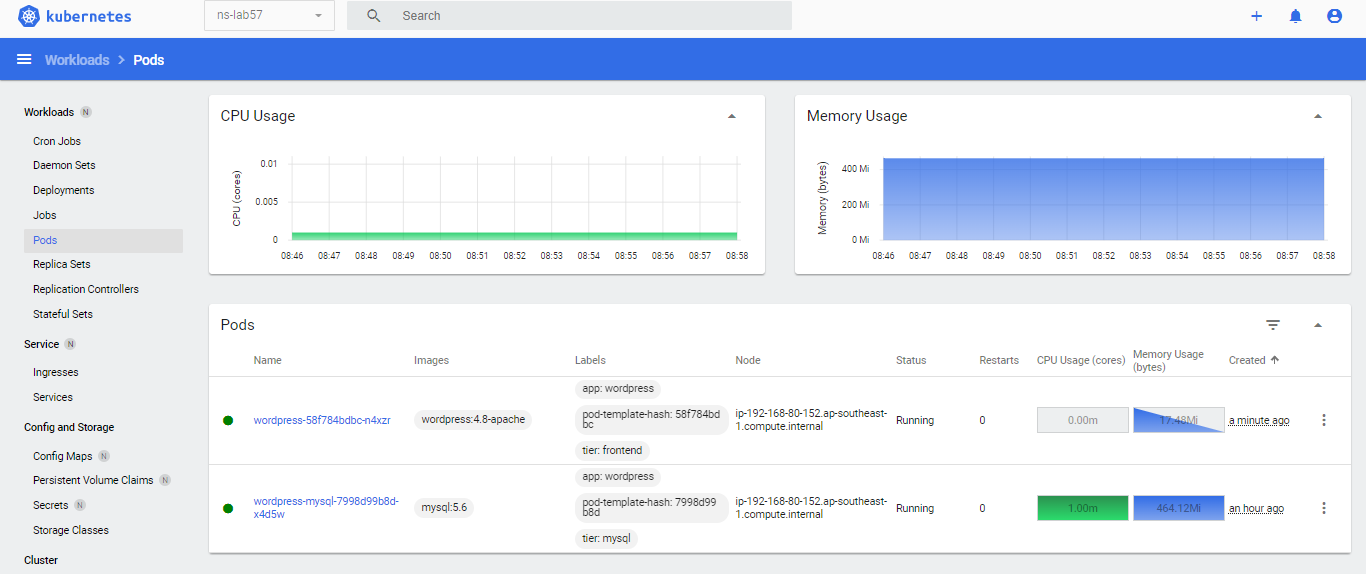 kubernetes
ns-lab57
Search
Workloads > Pods
Workloads N
Cron Jobs
Daemon Sets
Deployments
Jobs
Pods
Replica Sets
Replication Controllers
Stateful Sets
Service N
Ingresses
Services
Config and Storage
Config Maps N
Persistent Volume Claims N
Secrets N
Storage Classes
Cluster
CPU Usage
CPU (cores)
0.01
0.005
0
08:46 08:47 08:48 08:49 08:50 08:51 08:52 08:53 08:54 08:55 08:56 08:57 08:58
Memory Usage
Memory (bytes)
400 Mi
200 Mi
0 Mi
08:46 08:47 08:48 08:49 08:50 08:51 08:52 08:53 08:54 08:55 08:56 08:57 08:58
Pods
Name Images Labels Node Status Restarts CPU Usage (cores) Memory Usage (bytes) Created
wordpress-58f784bdbc-n4xzr
wordpress:4.8-apache
app: wordpress
pod-template-hash: 58f784bd
bc
tier: frontend
ip-192-168-80-152.ap-southeast-
1.compute.internal
Running
0
0.00m
17.48Mi
a minute ago
wordpress-mysql-7998d99b8d-
x4d5w
mysql:5.6
app: wordpress
pod-template-hash: 7998d99
b8d
tier: mysql
ip-192-168-80-152.ap-southeast-
1.compute.internal
Running
0
1.00m
464.12Mi
an hour ago